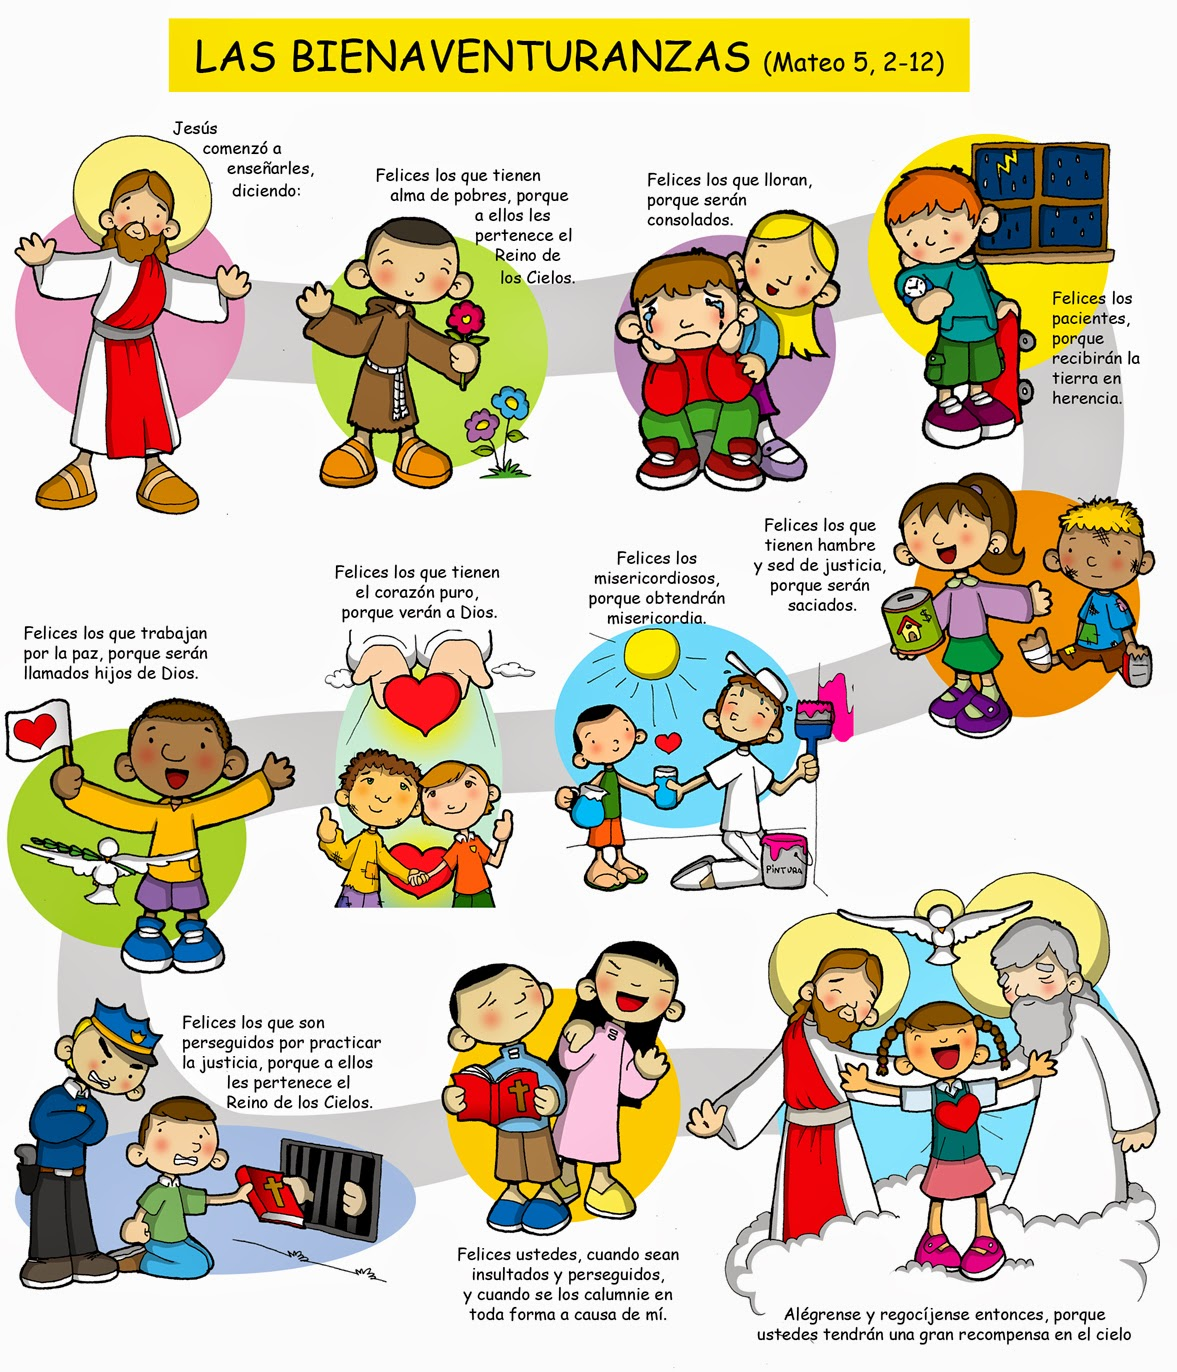 LAS BIENAVENTURANZAS (Mateo 5, 2-12)
Jesús
comenzó a
enseñarles,
diciendo:
Felices los que tienen
alma de pobres, porque
a ellos les
pertenece el
Reino de
los Cielos.
Felices los que lloran,
porque serán
consolados.
Felices los
pacientes,
porque
recibirán la
tierra en
herencia.
Felices los que
tienen hambre
y sed de justicia,
porque serán
saciados.
$
Felices los
misericordiosos,
porque obtendrán
misericordia.
PINTURA
Felices los que tienen
el corazón puro,
porque verán a Dios.
Felices los que trabajan
por la paz, porque serán
llamados hijos de Dios.
Felices los que son
perseguidos por practicar
la justicia, porque a ellos
les pertenece el
Reino de los Cielos.
Felices ustedes, cuando sean
insultados y perseguidos,
y cuando se los calumnie en
toda forma a causa de mí.
Alégrense y regocíjense entonces, porque
ustedes tendrán una gran recompensa en el cielo